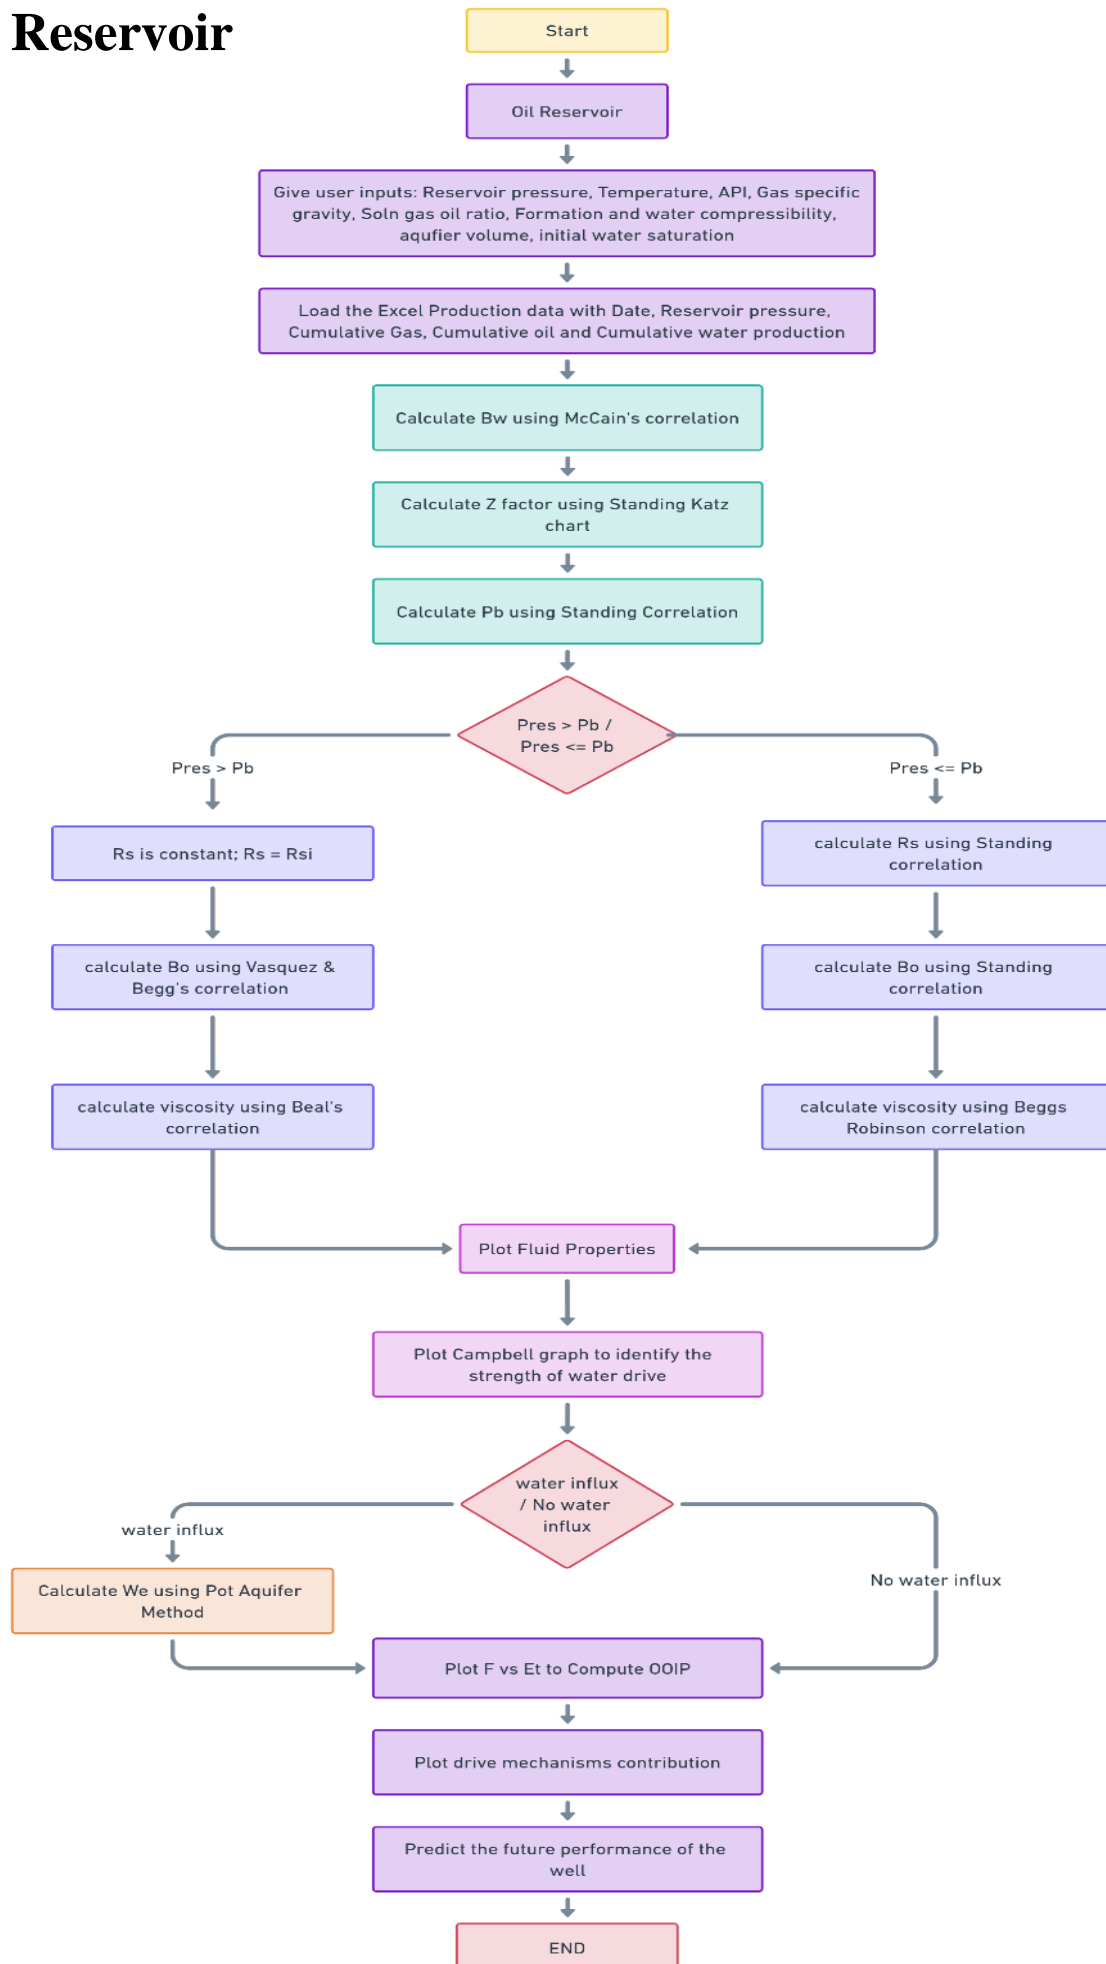 Reservoir
Start
Oil Reservoir
Give user inputs: Reservoir pressure, Temperature, API, Gas specific
gravity, Soln gas oil ratio, Formation and water compressibility,
aqufier volume, initial water saturation
Load the Excel Production data with Date, Reservoir pressure,
Cumulative Gas, Cumulative oil and Cumulative water production
Calculate Bw using McCain's correlation
Calculate Z factor using Standing Katz
chart
Calculate Pb using Standing Correlation
Pres > Pb /
Pres <= Pb
Pres > Pb
Pres <= Pb
Rs is constant; Rs = Rsi
calculate Rs using Standing
correlation
calculate Bo using Vasquez &
Begg's correlation
calculate Bo using Standing
correlation
calculate viscosity using Beal's
correlation
calculate viscosity using Beggs
Robinson correlation
Plot Fluid Properties
Plot Campbell graph to identify the
strength of water drive
water influx
/ No water
influx
water influx
No water influx
Calculate We using Pot Aquifer
Method
Plot F vs Et to Compute OOIP
Plot drive mechanisms contribution
Predict the future performance of the
well
END